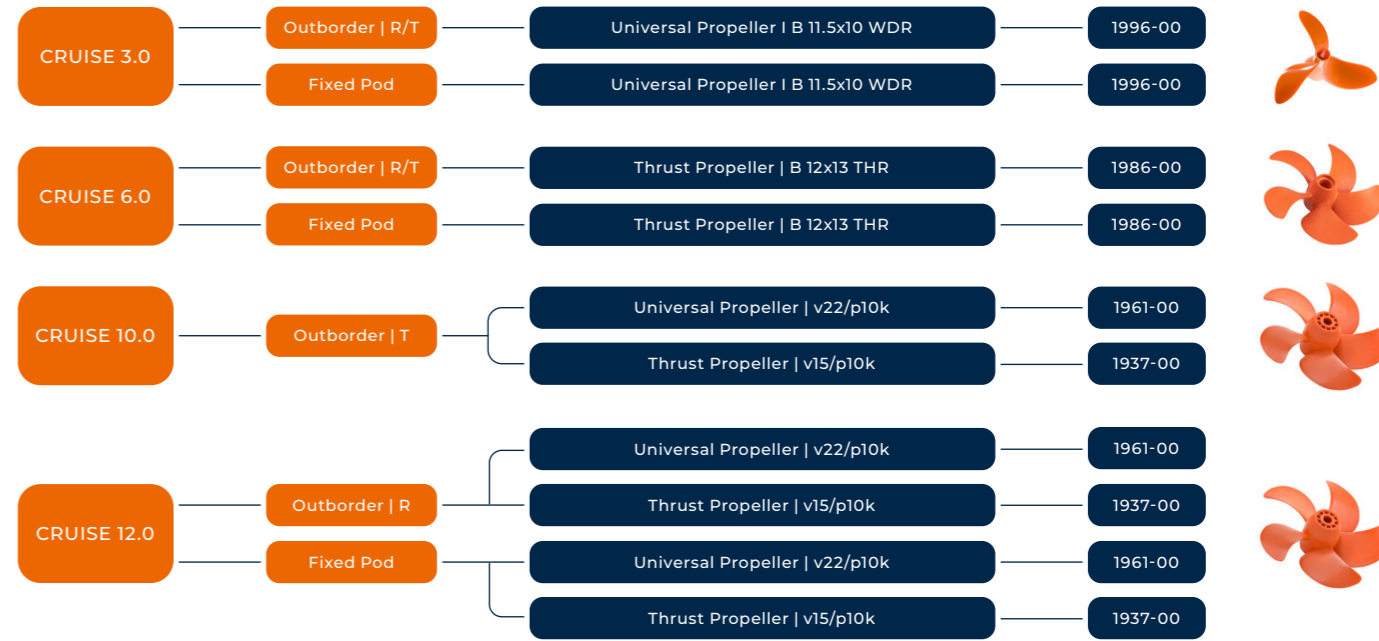 Outborder | R/T
Universal Propeller I B 11.5x10 WDR
1996-00
CRUISE 3.0
Fixed Pod
Universal Propeller I B 11.5x10 WDR
1996-00
Outborder | R/T
Thrust Propeller | B 12x13 THR
1986-00
CRUISE 6.0
Fixed Pod
Thrust Propeller | B 12x13 THR
1986-00
Universal Propeller | v22/p10k
1961-00
CRUISE 10.0
Outborder | T
Thrust Propeller | v15/p10k
1937-00
Universal Propeller | v22/p10k
1961-00
Outborder | R
Thrust Propeller | v15/p10k
1937-00
CRUISE 12.0
Fixed Pod
Universal Propeller | v22/p10k
1961-00
Thrust Propeller | v15/p10k
1937-00